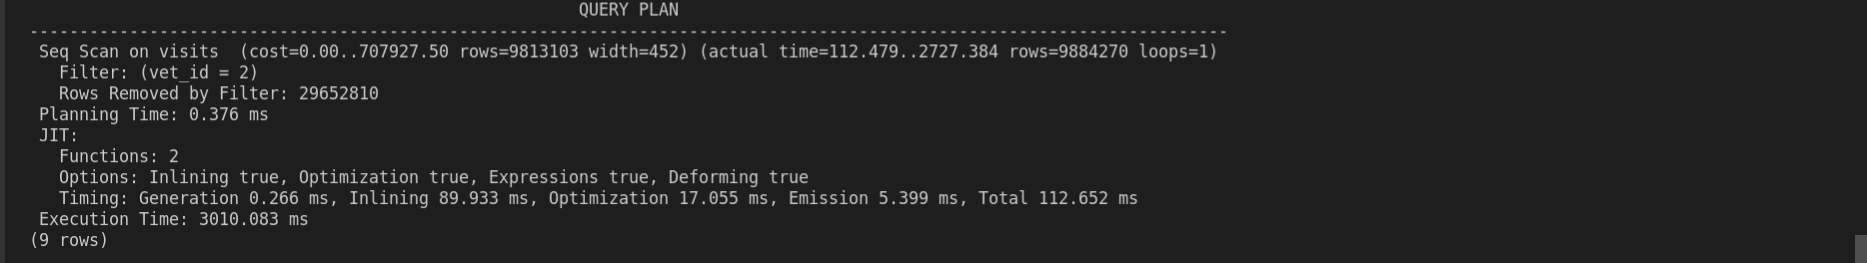 QUERY PLAN
-----------------------------------------------------------------------------------------------------------------------
Seq Scan on visits  (cost=0.00..707927.50 rows=9813103 width=452) (actual time=112.479..2727.384 rows=9884270 loops=1)
Filter: (vet_id = 2)
Rows Removed by Filter: 29652810
Planning Time: 0.376 ms
JIT:
Functions: 2
Options: Inlining true, Optimization true, Expressions true, Deforming true
Timing: Generation 0.266 ms, Inlining 89.933 ms, Optimization 17.055 ms, Emission 5.399 ms, Total 112.652 ms
Execution Time: 3010.083 ms
(9 rows)